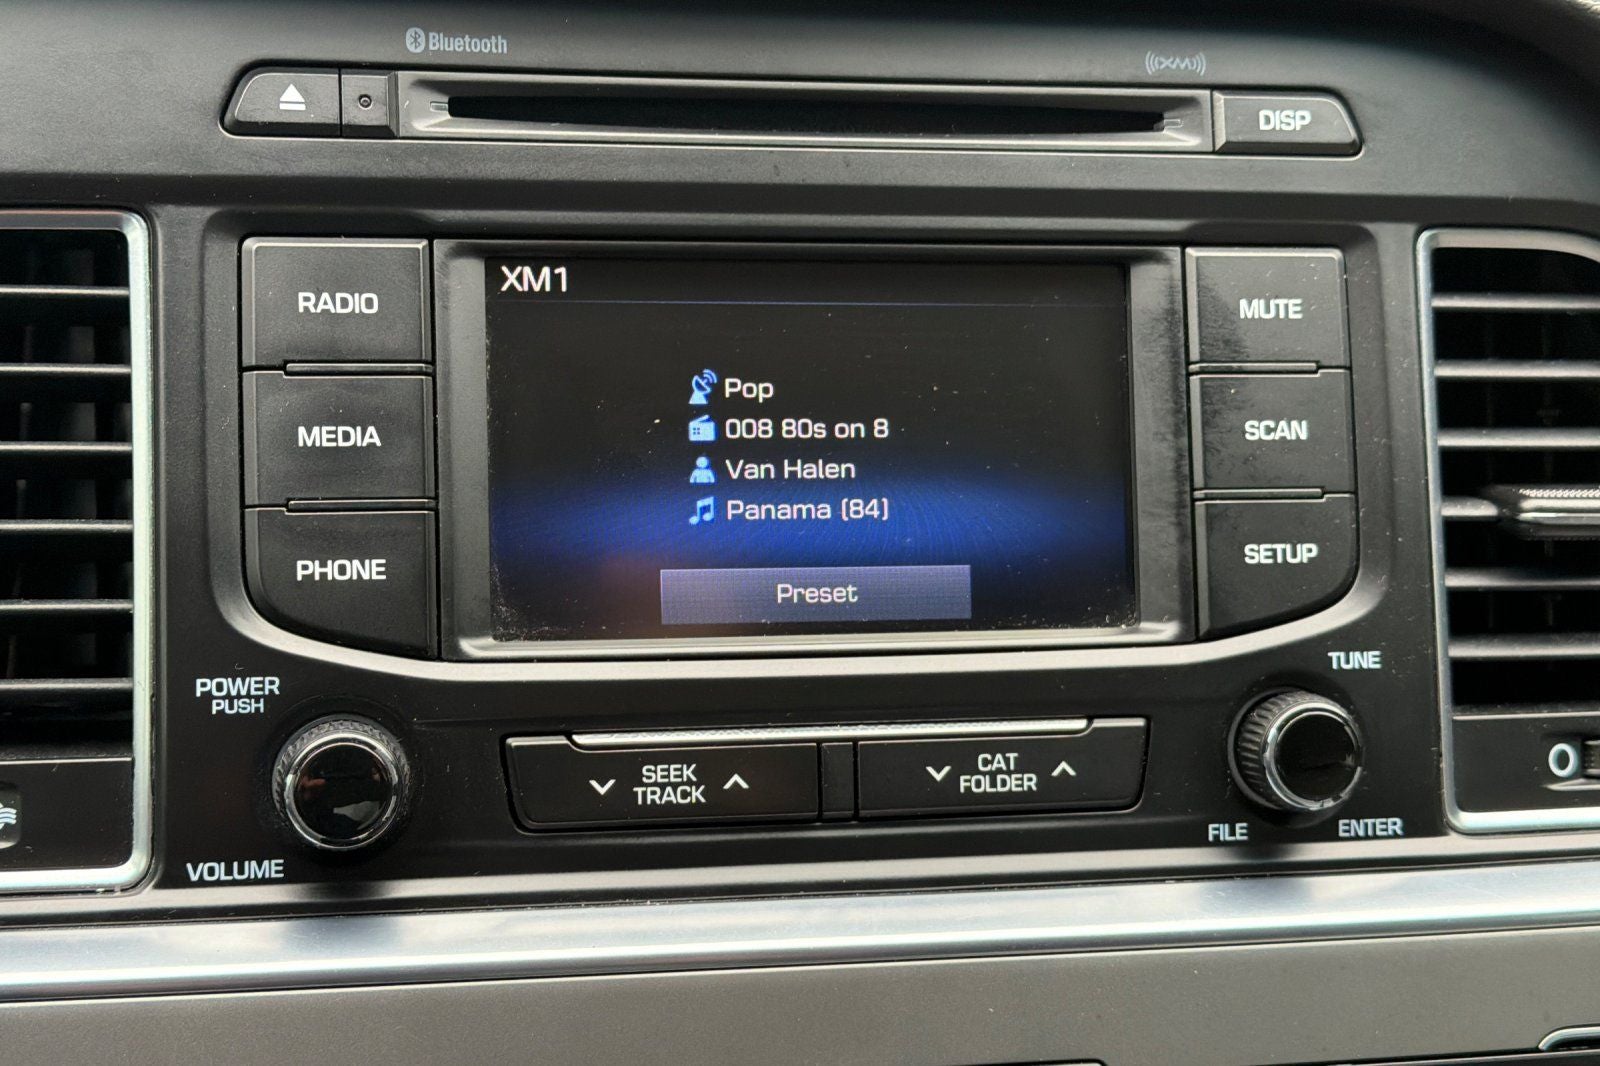 Bluetooth
((XM))
DISP
RADIO
MEDIA
PHONE
XM1
Pop
008 80s on 8
Van Halen
Panama (84)
Preset
MUTE
SCAN
SETUP
POWER
PUSH
VOLUME
SEEK
TRACK
CAT
FOLDER
TUNE
FILE
ENTER
0